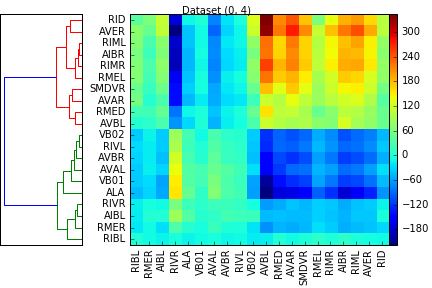 Dataset (0, 4)
RID
AVER
RIML
AIBR
RIMR
RMEL
SMDVR
AVAR
RMED
AVBL
VB02
RIVL
AVBR
AVAL
VB01
ALA
RIVR
AIBL
RMER
RIBL
300
240
180
120
60
0
−60
−120
−180
RIBL RMER AIBL RIVR ALA VB01 AVAL AVBR RIVL VB02 AVBL RMED AVAR SMDVR RMEL RIMR AIBR RIML AVER RID